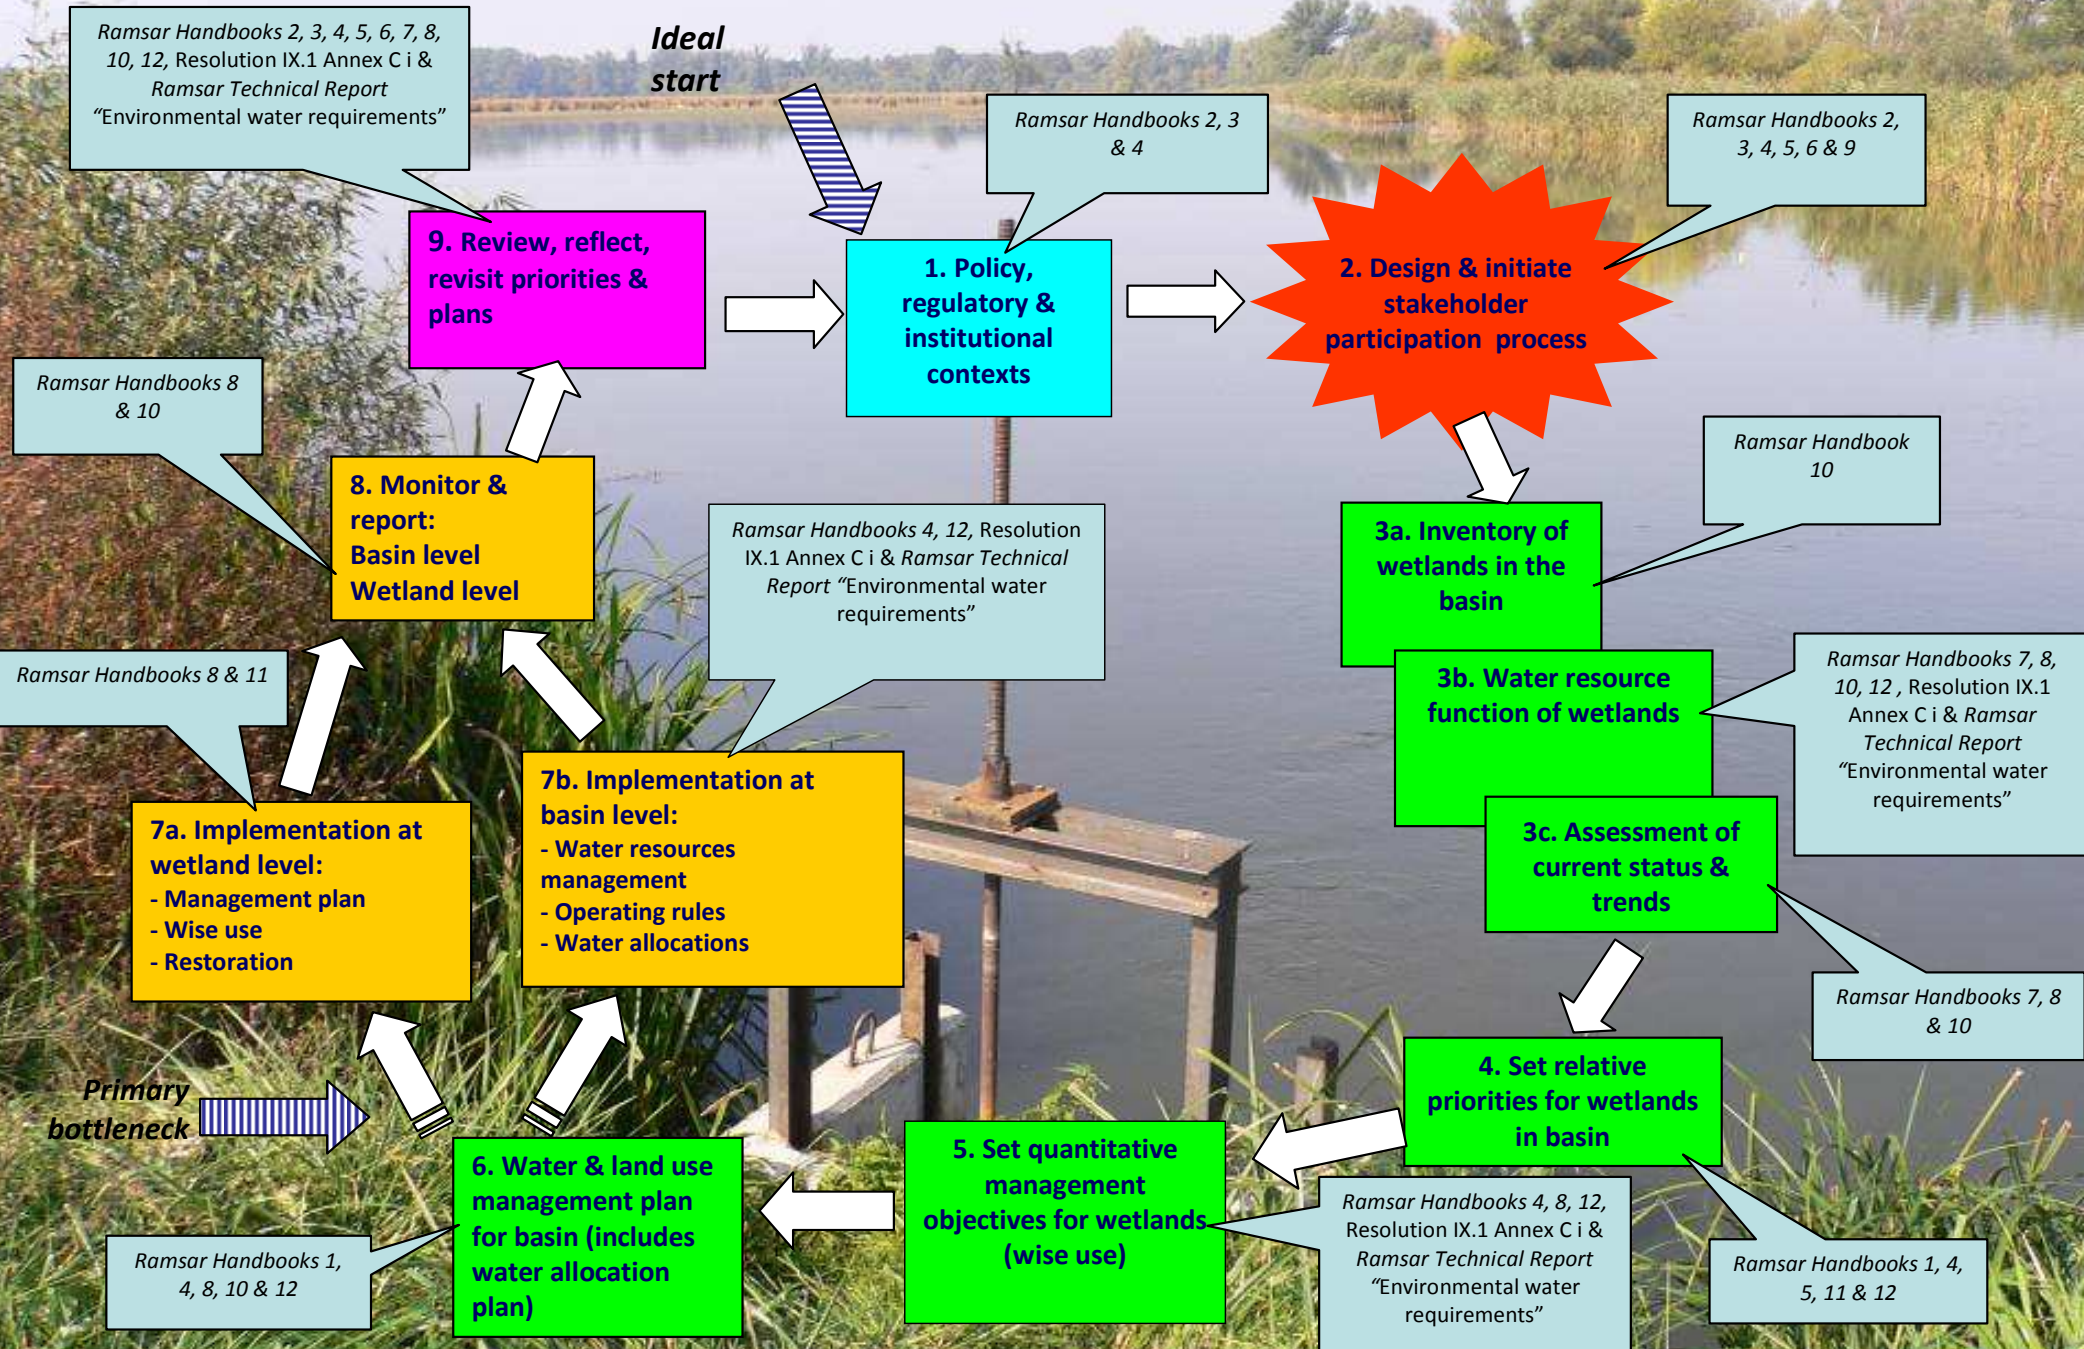 Ramsar Handbooks 2, 3, 4, 5, 6, 7, 8,
10, 12, Resolution IX.1 Annex C i &
Ramsar Technical Report
“Environmental water requirements”
Ideal
start
Ramsar Handbooks 2, 3
& 4
Ramsar Handbooks 2,
3, 4, 5, 6 & 9
9. Review, reflect,
revisit priorities &
plans
1. Policy,
regulatory &
institutional
contexts
2. Design & initiate
stakeholder
participation process
Ramsar Handbooks 8
& 10
8. Monitor &
report:
Basin level
Wetland level
Ramsar Handbooks 4, 12, Resolution
IX.1 Annex C i & Ramsar Technical
Report “Environmental water
requirements”
3a. Inventory of
wetlands in the
basin
Ramsar Handbook
10
Ramsar Handbooks 8 & 11
3b. Water resource
function of wetlands
Ramsar Handbooks 7, 8,
10, 12 , Resolution IX.1
Annex C i & Ramsar
Technical Report
“Environmental water
requirements”
7a. Implementation at
wetland level:
- Management plan
- Wise use
- Restoration
7b. Implementation at
basin level:
- Water resources
management
- Operating rules
- Water allocations
3c. Assessment of
current status &
trends
Ramsar Handbooks 7, 8
& 10
Primary
bottleneck
4. Set relative
priorities for wetlands
in basin
6. Water & land use
management plan
for basin (includes
water allocation
plan)
5. Set quantitative
management
objectives for wetlands
(wise use)
Ramsar Handbooks 1,
4, 8, 10 & 12
Ramsar Handbooks 4, 8, 12,
Resolution IX.1 Annex C i &
Ramsar Technical Report
“Environmental water
requirements”
Ramsar Handbooks 1, 4,
5, 11 & 12